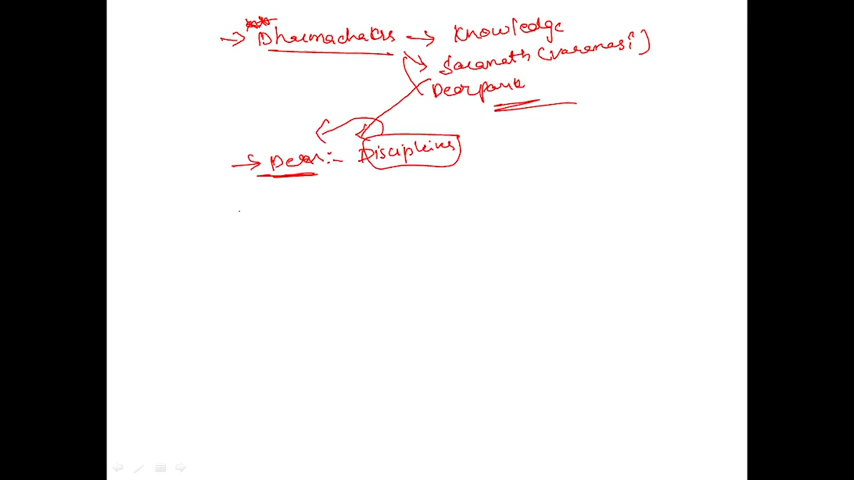 → Dharmachakra → Knowledge
Saranath (Varanasi)
Deerpark
→ Deer :- Disciplines